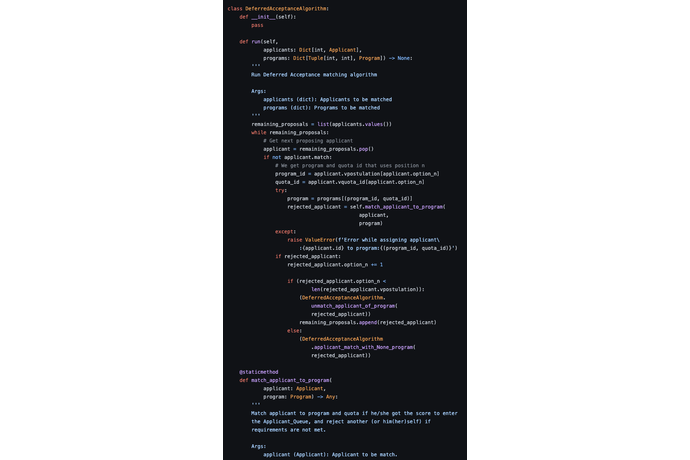 class DeferredAcceptanceAlgorithm:
    def __init__(self):
        pass

    def run(self,
            applicants: Dict[int, Applicant],
            programs: Dict[Tuple[int, int], Program]) -> None:
        """
        Run Deferred Acceptance matching algorithm

        Args:
            applicants (dict): Applicants to be matched
            programs (dict): Programs to be matched
        """
        remaining_proposals = list(applicants.values())
        while remaining_proposals:
            # Get next proposing applicant
            applicant = remaining_proposals.pop()
            if not applicant.match:
                # We get program and quota id that uses position n
                program_id = applicant.vpostulation[applicant.option_n]
                quota_id = applicant.vquota_id[applicant.option_n]
                try:
                    program = programs[(program_id, quota_id)]
                    rejected_applicant = self.match_applicant_to_program(
                                            applicant,
                                            program)
                except:
                    raise ValueError(f'Error while assigning applicant\
                        :{applicant.id} to program:{(program_id, quota_id)}')
                if rejected_applicant:
                    rejected_applicant.option_n += 1

                    if (rejected_applicant.option_n <
                            len(rejected_applicant.vpostulation)):
                        (DeferredAcceptanceAlgorithm.
                            unmatch_applicant_of_program(
                            rejected_applicant))
                        remaining_proposals.append(rejected_applicant)
                    else:
                        (DeferredAcceptanceAlgorithm
                            .applicant_match_with_None_program(
                            rejected_applicant))

    @staticmethod
    def match_applicant_to_program(
            applicant: Applicant,
            program: Program) -> Any:
        """
        Match applicant to program and quota if he/she got the score to enter
        the Applicant_Queue, and reject another (or him(her)self) if
        requirements are not met.

        Args:
            applicant (Applicant): Applicant to be match.